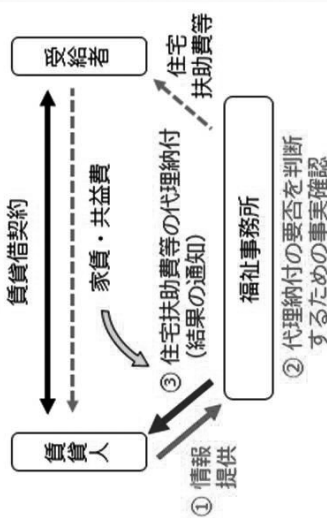 賃貸借契約
賃貸人
受給者
家賃・共益費
住宅
扶助費等
① 情報
提供
③ 住宅扶助費等の代理納付
(結果の通知)
福祉事務所
② 代理納付の要否を判断
するための事実確認